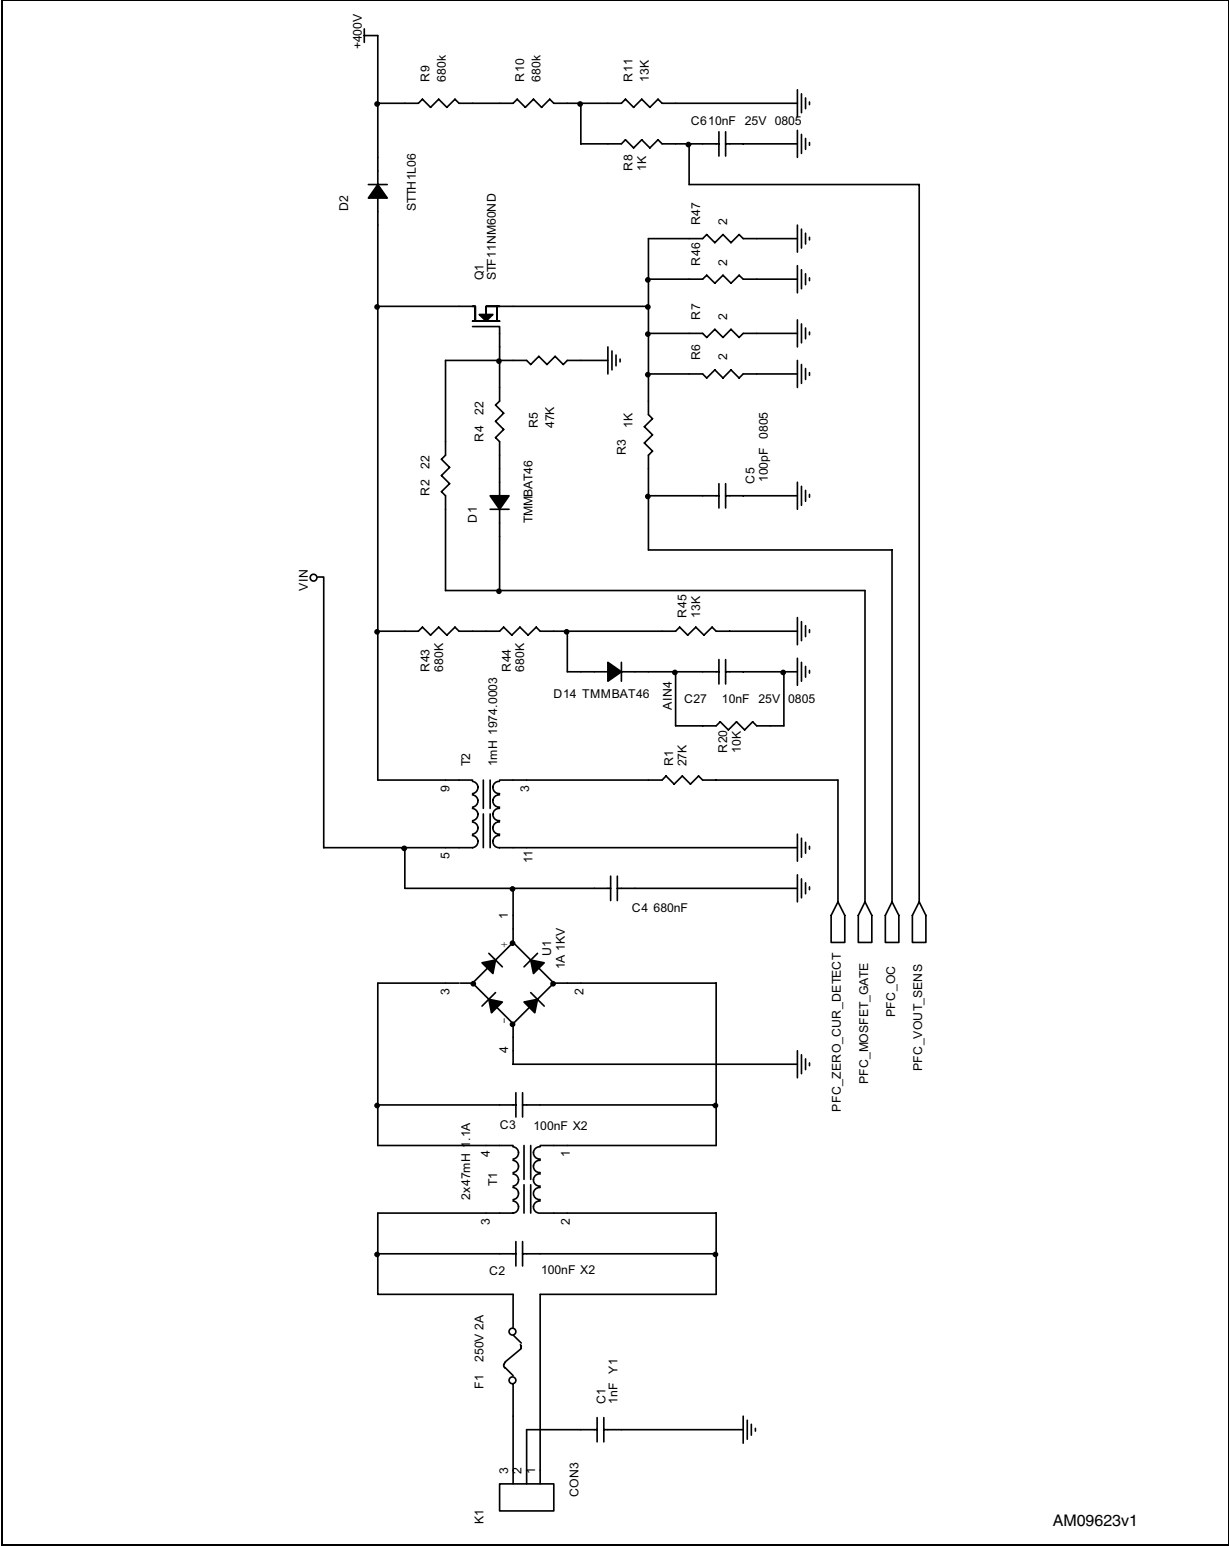 +400V
R9
680k
R10
680k
R11
13K
C610nF 25V 0805
R8
1K
D2
STTH1L06
Q1
STF11NM60ND
R47
2
R46
2
R7
2
R6
2
R2 22
R4 22
R5
47K
R3 1K
D1
TMMBAT46
C5
100pF 0805
VIN
R43
680K
R44
680K
R45
13K
D14 TMMBAT46
AIN4
C27 10nF 25V 0805
R20
10K
T2
1mH 1974.0003
R1
27K
9
3
5
11
C4 680nF
1
U1
1A 1KV
+
-
3
2
4
PFC_ZERO_CUR_DETECT
PFC_MOSFET_GATE
PFC_OC
PFC_VOUT_SENS
C3 100nF X2
2x47mH 1.1A
T1
4
1
3
2
C2 100nF X2
F1 250V 2A
C1
1nF Y1
3
2
1
K1
CON3
AM09623v1